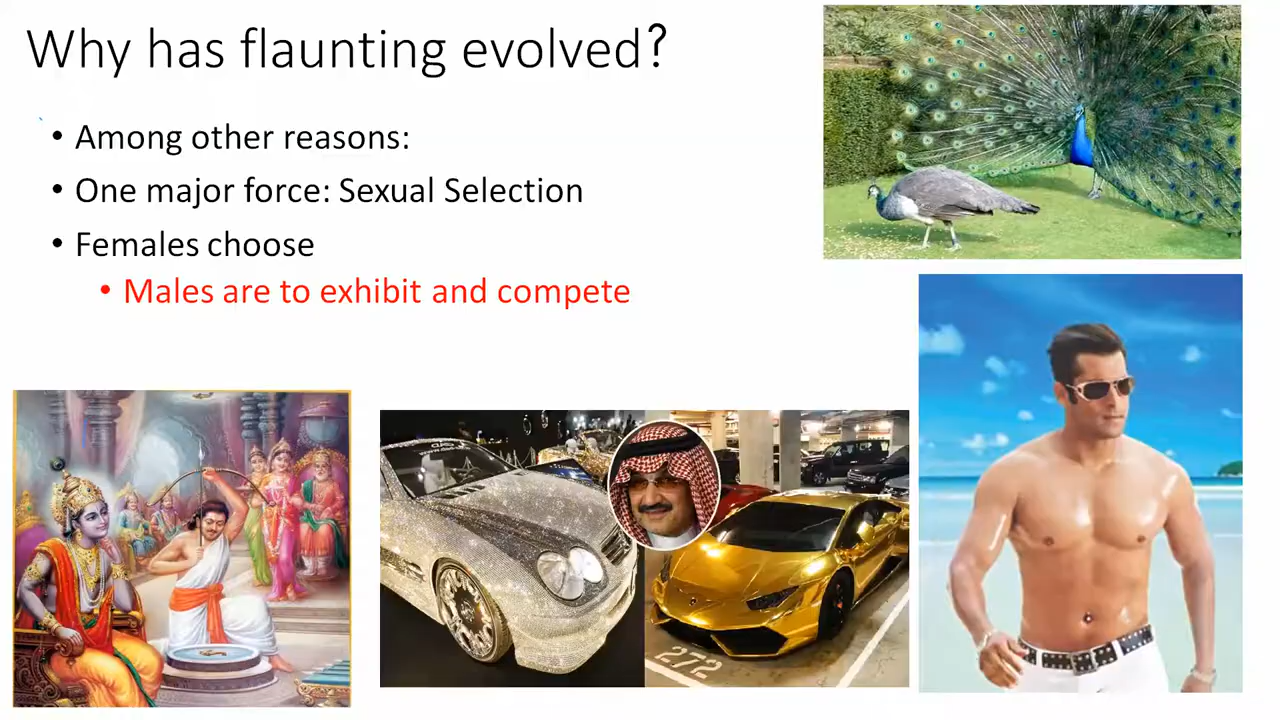 Why has flaunting evolved?
• Among other reasons:
• One major force: Sexual Selection
• Females choose
• Males are to exhibit and compete
272